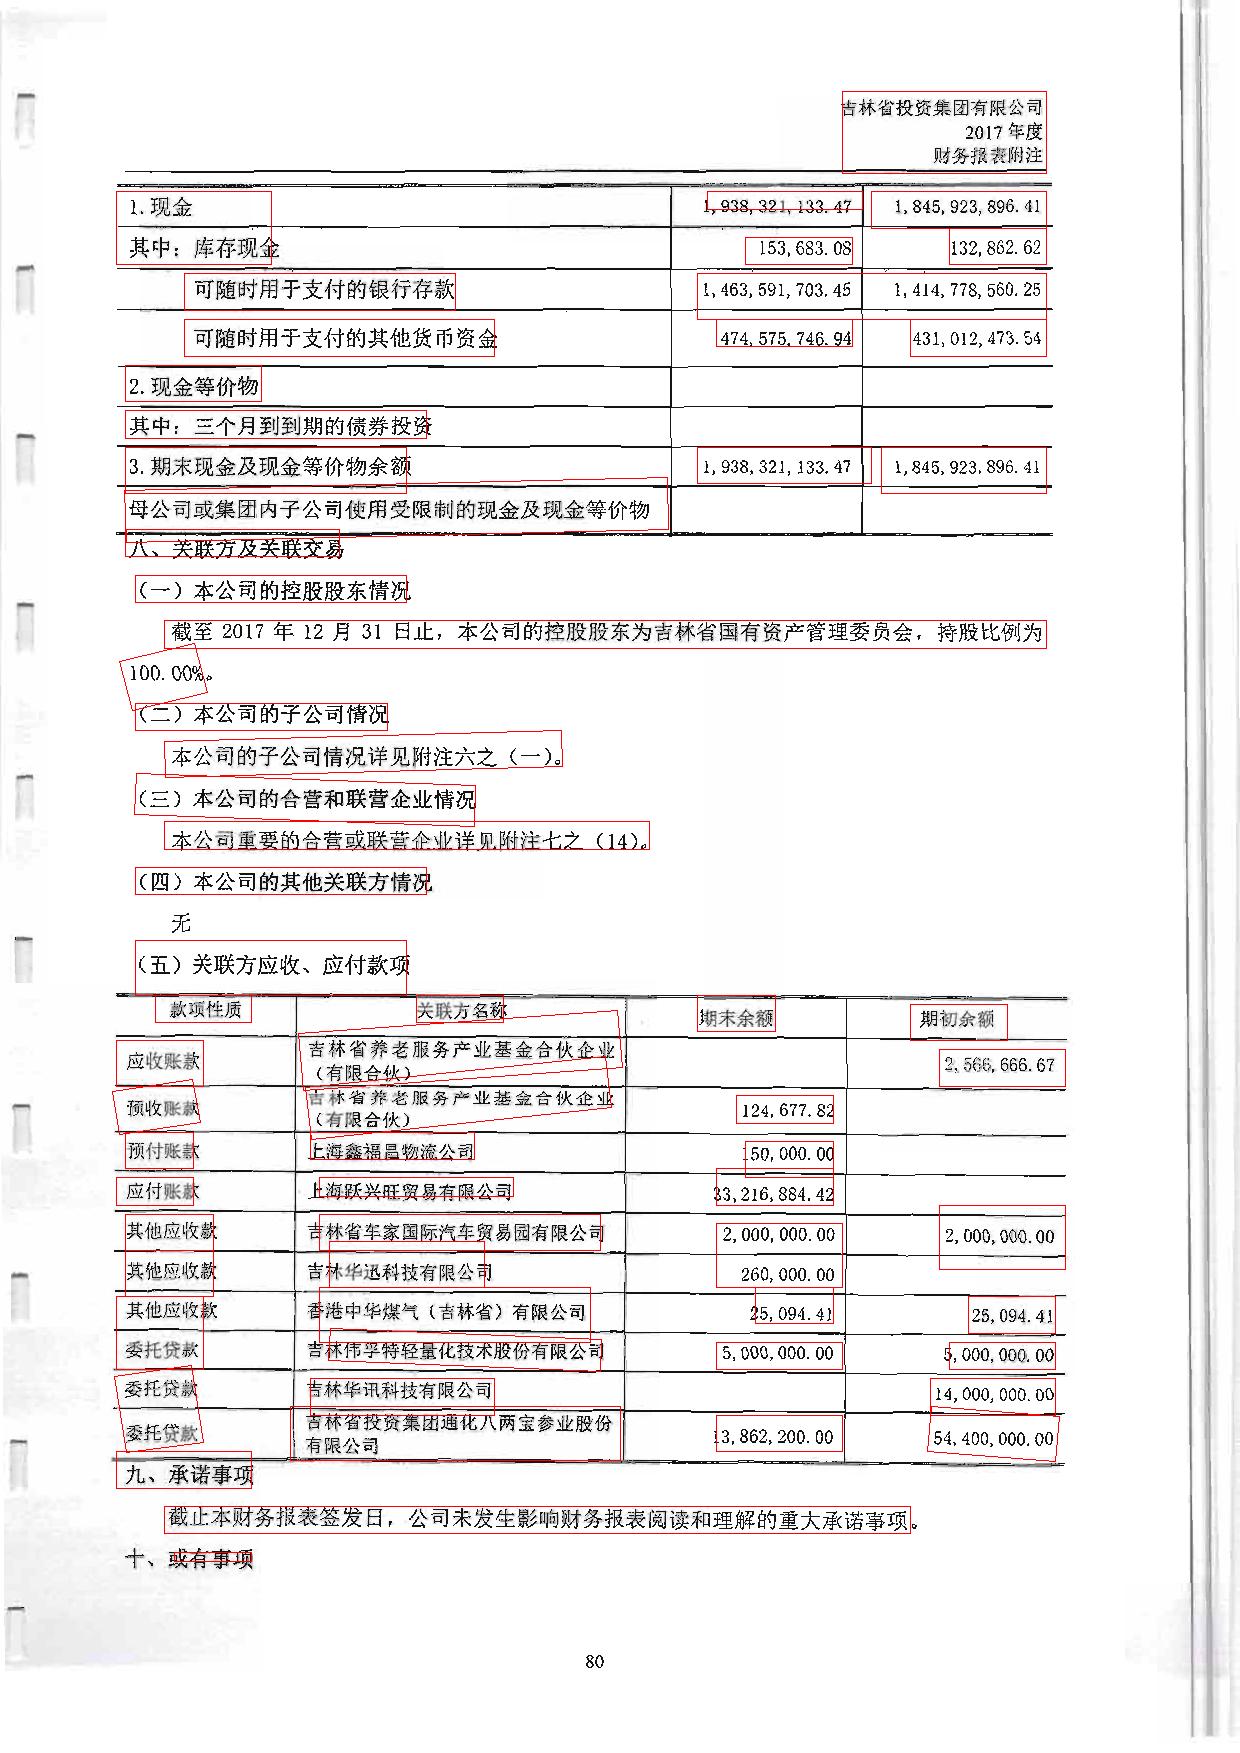 吉林省投资集团有限公司
2017 年度
财务报表附注
1.现金 1,938,321,133.47 1,845,923,896.41
其中：库存现金 153,683.08 132,862.62
可随时用于支付的银行存款 1,463,591,703.45 1,414,778,560.25
可随时用于支付的其他货币资金 474,575,746.94 431,012,473.54
2.现金等价物
其中：三个月到到期的债券投资
3.期末现金及现金等价物余额 1,938,321,133.47 1,845,923,896.41
母公司或集团内子公司使用受限制的现金及现金等价物
八、关联方及关联交易
（一）本公司的控股股东情况
截至 2017 年 12 月 31 日止，本公司的控股股东为吉林省国有资产管理委员会，持股比例为
100.00%。
（二）本公司的子公司情况
本公司的子公司情况详见附注六之（一）。
（三）本公司的合营和联营企业情况
本公司重要的合营或联营企业详见附注七之（14）。
（四）本公司的其他关联方情况
无
（五）关联方应收、应付款项
款项性质 关联方名称 期末余额 期初余额
应收账款 吉林省养老服务产业基金合伙企业 2,566,666.67
（有限合伙）
预收账款 吉林省养老服务产业基金合伙企业 124,677.82
（有限合伙）
预付账款 上海鑫福昌物流公司 150,000.00
应付账款 上海跃兴旺贸易有限公司 33,216,884.42
其他应收款 吉林省车家国际汽车贸易园有限公司 2,000,000.00 2,000,000.00
其他应收款 吉林华迅科技有限公司 260,000.00
其他应收款 香港中华煤气（吉林省）有限公司 25,094.41 25,094.41
委托贷款 吉林伟孚特轻量化技术股份有限公司 5,000,000.00 5,000,000.00
委托贷款 吉林华讯科技有限公司 14,000,000.00
委托贷款 吉林省投资集团通化八两宝参业股份 13,862,200.00 54,400,000.00
有限公司
九、承诺事项
截止本财务报表签发日，公司未发生影响财务报表阅读和理解的重大承诺事项。
十、或有事项
80